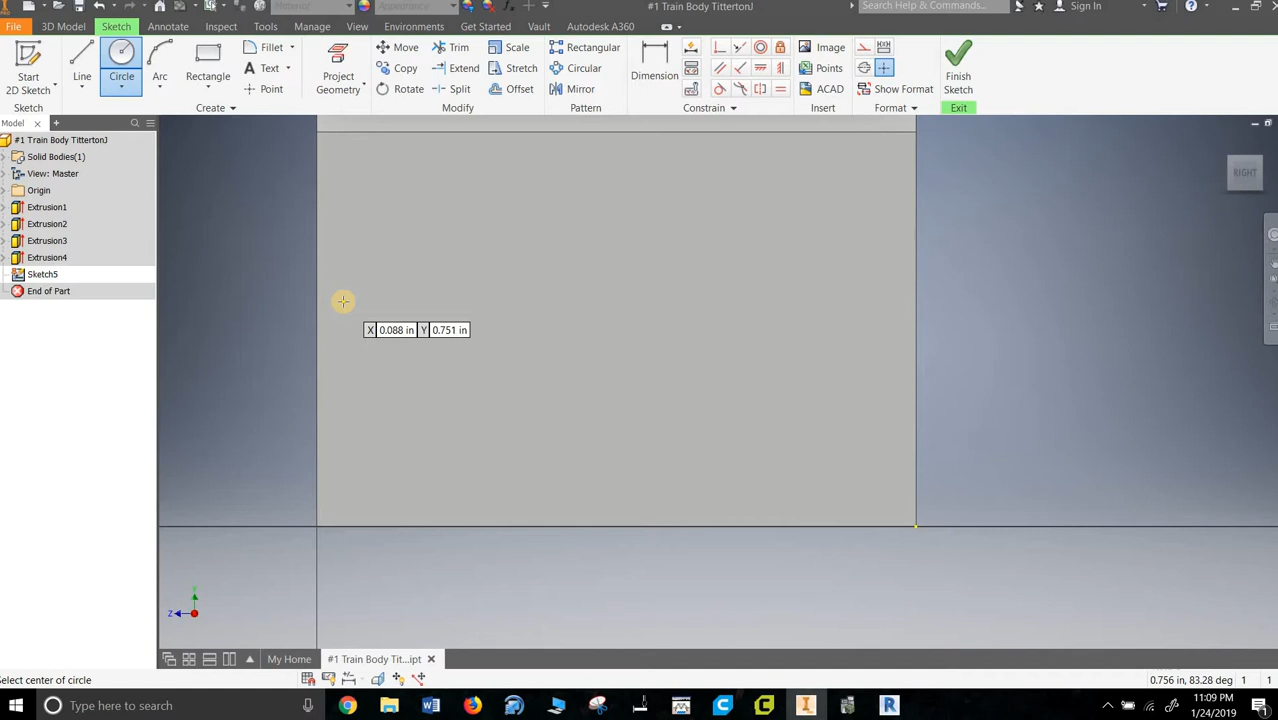 Material
Appearance
#1 Train Body TittertonJ
Search Help & Commands...
Sign In
File
3D Model
Sketch
Annotate
Inspect
Tools
Manage
View
Environments
Get Started
Vault
Autodesk A360
Start
2D Sketch
Line
Circle
Arc
Rectangle
Fillet
Text
Point
Project
Geometry
Move
Copy
Rotate
Trim
Extend
Split
Scale
Stretch
Offset
Rectangular
Circular
Mirror
Dimension
Image
Points
ACAD
Show Format
Finish
Sketch
Sketch
Create
Modify
Pattern
Constrain
Insert
Format
Exit
Model
#1 Train Body TittertonJ
Solid Bodies(1)
View: Master
Origin
Extrusion1
Extrusion2
Extrusion3
Extrusion4
Sketch5
End of Part
RIGHT
X 0.088 in Y 0.751 in
Z
My Home
#1 Train Body Tit...ipt
Select center of circle
0.756 in, 83.28 deg
1
1
Type here to search
11:09 PM
1/24/2019